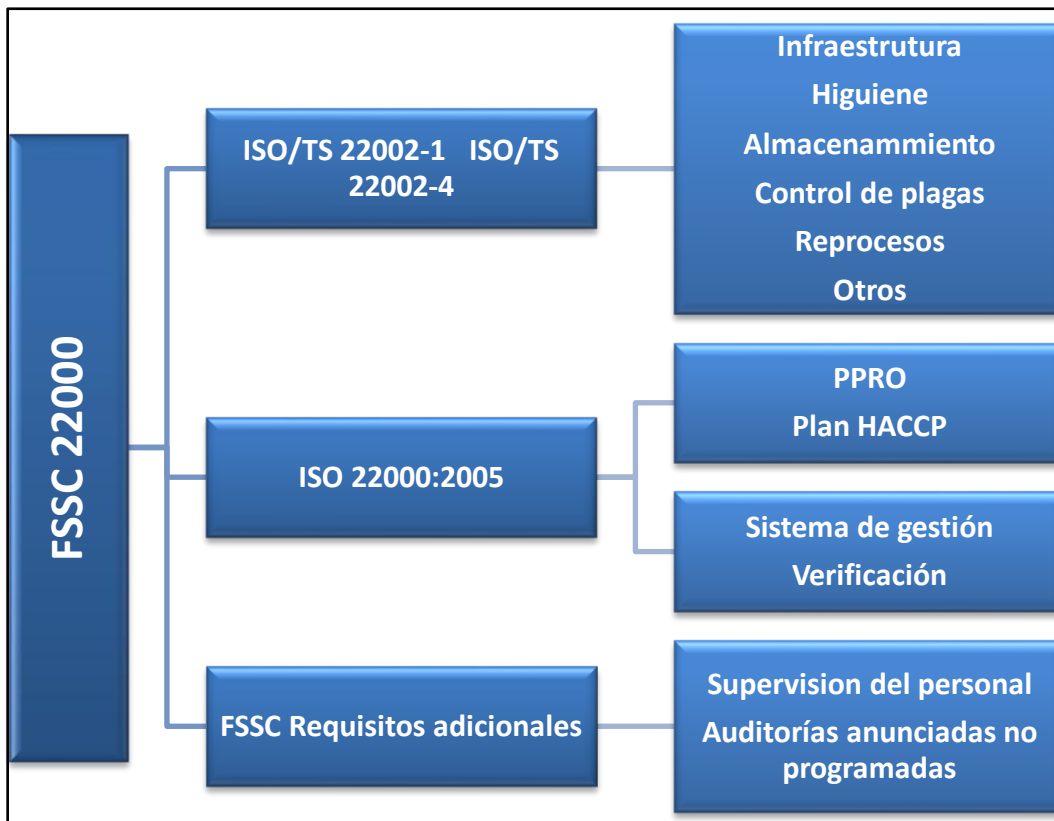 FSSC 22000
ISO/TS 22002-1 ISO/TS
22002-4
Infraestrutura
Higuiene
Almacenammiento
Control de plagas
Reprocesos
Otros
ISO 22000:2005
PPRO
Plan HACCP
Sistema de gestión
Verificación
FSSC Requisitos adicionales
Supervision del personal
Auditorías anunciadas no
programadas